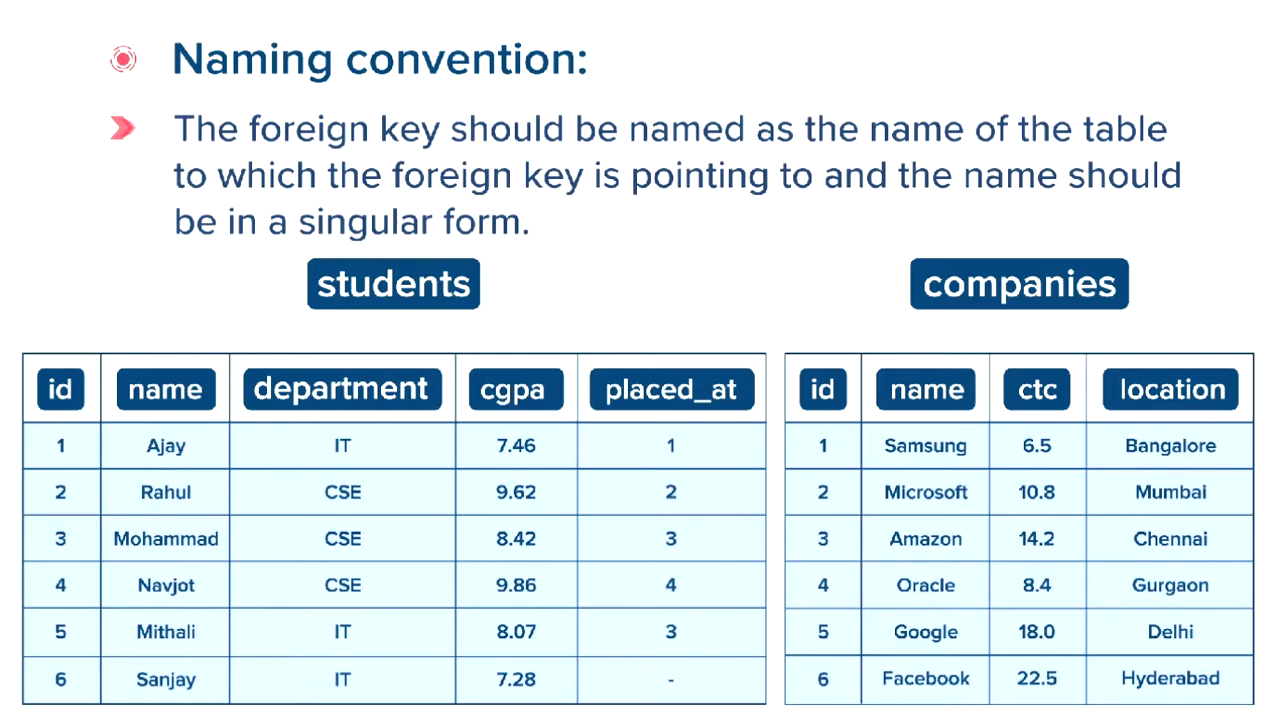 Naming convention:
The foreign key should be named as the name of the table
to which the foreign key is pointing to and the name should
be in a singular form.
students
id name department cgpa placed_at
1 Ajay IT 7.46 1
2 Rahul CSE 9.62 2
3 Mohammad CSE 8.42 3
4 Navjot CSE 9.86 4
5 Mithali IT 8.07 3
6 Sanjay IT 7.28 -
companies
id name ctc location
1 Samsung 6.5 Bangalore
2 Microsoft 10.8 Mumbai
3 Amazon 14.2 Chennai
4 Oracle 8.4 Gurgaon
5 Google 18.0 Delhi
6 Facebook 22.5 Hyderabad